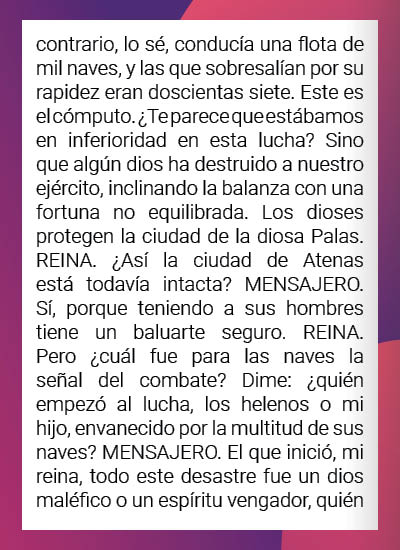 contrario, lo sé, conducía una flota de
mil naves, y las que sobresalían por su
rapidez eran doscientas siete. Este es
el cómputo. ¿Te parece que estábamos
en inferioridad en esta lucha? Sino
que algún dios ha destruido a nuestro
ejército, inclinando la balanza con una
fortuna no equilibrada. Los dioses
protegen la ciudad de la diosa Palas.
REINA. ¿Así la ciudad de Atenas
está todavía intacta? MENSAJERO.
Sí, porque teniendo a sus hombres
tiene un baluarte seguro. REINA.
Pero ¿cuál fue para las naves la
señal del combate? Dime: ¿quién
empezó al lucha, los helenos o mi
hijo, envanecido por la multitud de sus
naves? MENSAJERO. El que inició, mi
reina, todo este desastre fue un dios
maléfico o un espíritu vengador, quién